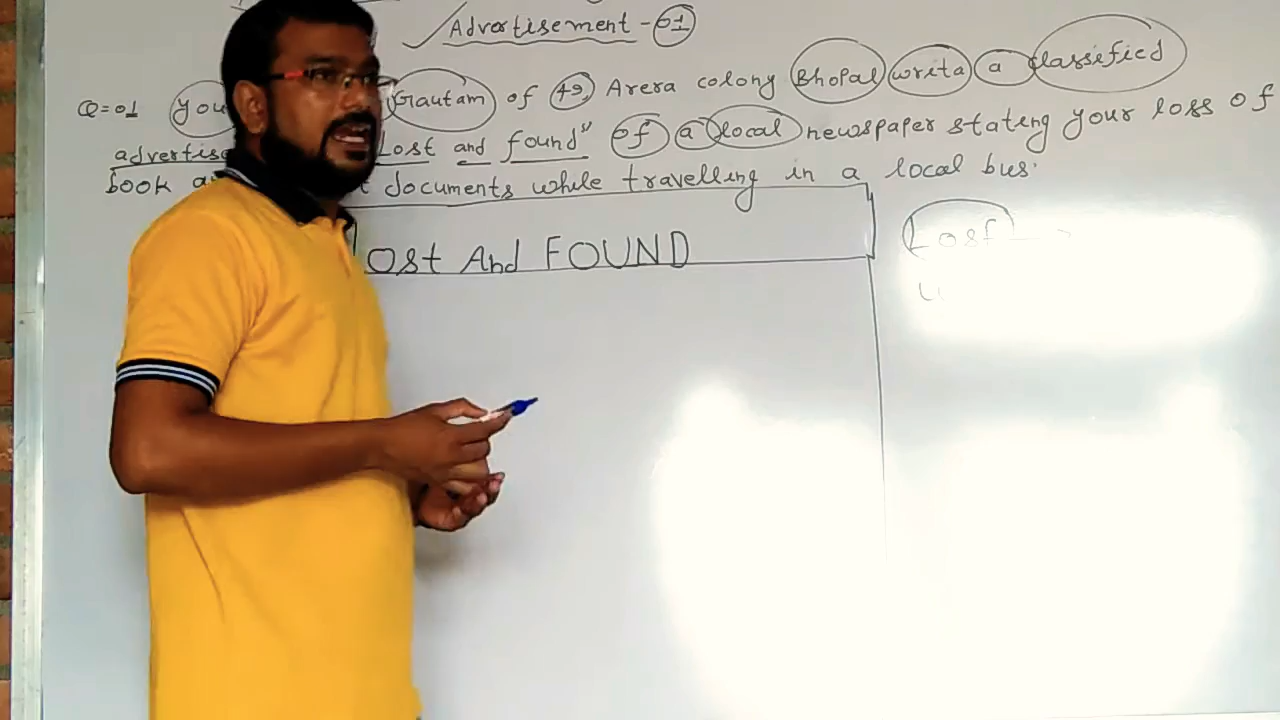 Advertisement - 01
Q=01 you Gautam of 49, Arera colony Bhopal write a classified
advertise Lost and found" of a local newspaper stating your loss of
book a t documents while travelling in a local bus.
Lost And FOUND
Lost